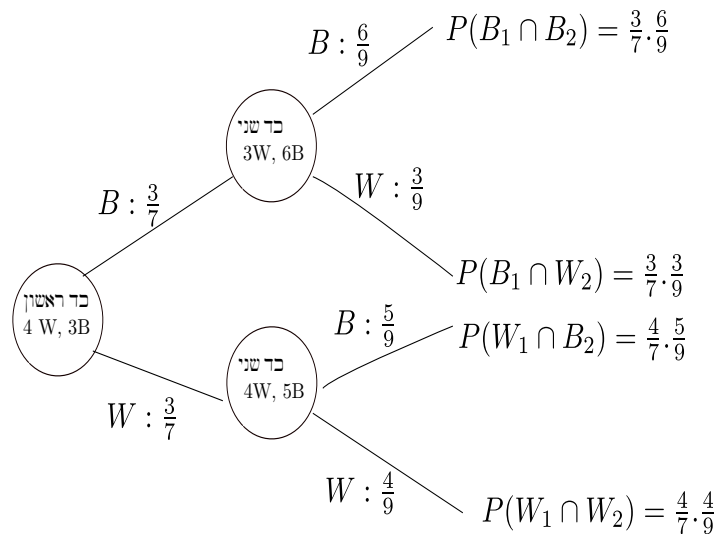 B : 6/9
P(B₁ ∩ B₂) = 3/7 . 6/9
כד שני
3W, 6B
B : 3/7
W : 3/9
P(B₁ ∩ W₂) = 3/7 . 3/9
כד ראשון
4 W, 3B
B : 5/9
P(W₁ ∩ B₂) = 4/7 . 5/9
כד שני
4W, 5B
W : 3/7
W : 4/9
P(W₁ ∩ W₂) = 4/7 . 4/9